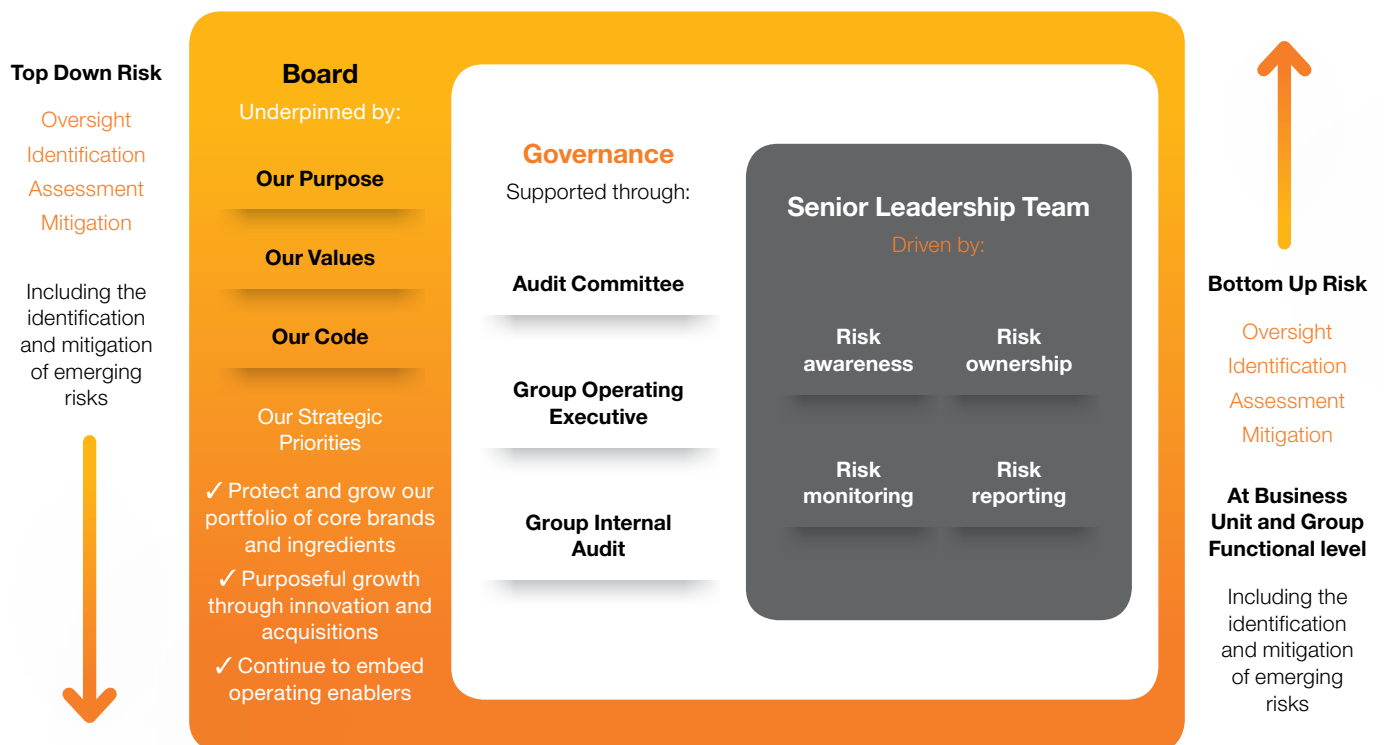 Top Down Risk
Oversight
Identification
Assessment
Mitigation
Including the
identification
and mitigation
of emerging
risks
Board
Underpinned by:
Our Purpose
Our Values
Our Code
Our Strategic
Priorities
✓ Protect and grow our
portfolio of core brands
and ingredients
✓ Purposeful growth
through innovation and
acquisitions
✓ Continue to embed
operating enablers
Governance
Supported through:
Audit Committee
Group Operating
Executive
Group Internal
Audit
Senior Leadership Team
Driven by:
Risk
awareness
Risk
ownership
Risk
monitoring
Risk
reporting
Bottom Up Risk
Oversight
Identification
Assessment
Mitigation
At Business
Unit and Group
Functional level
Including the
identification
and mitigation
of emerging
risks